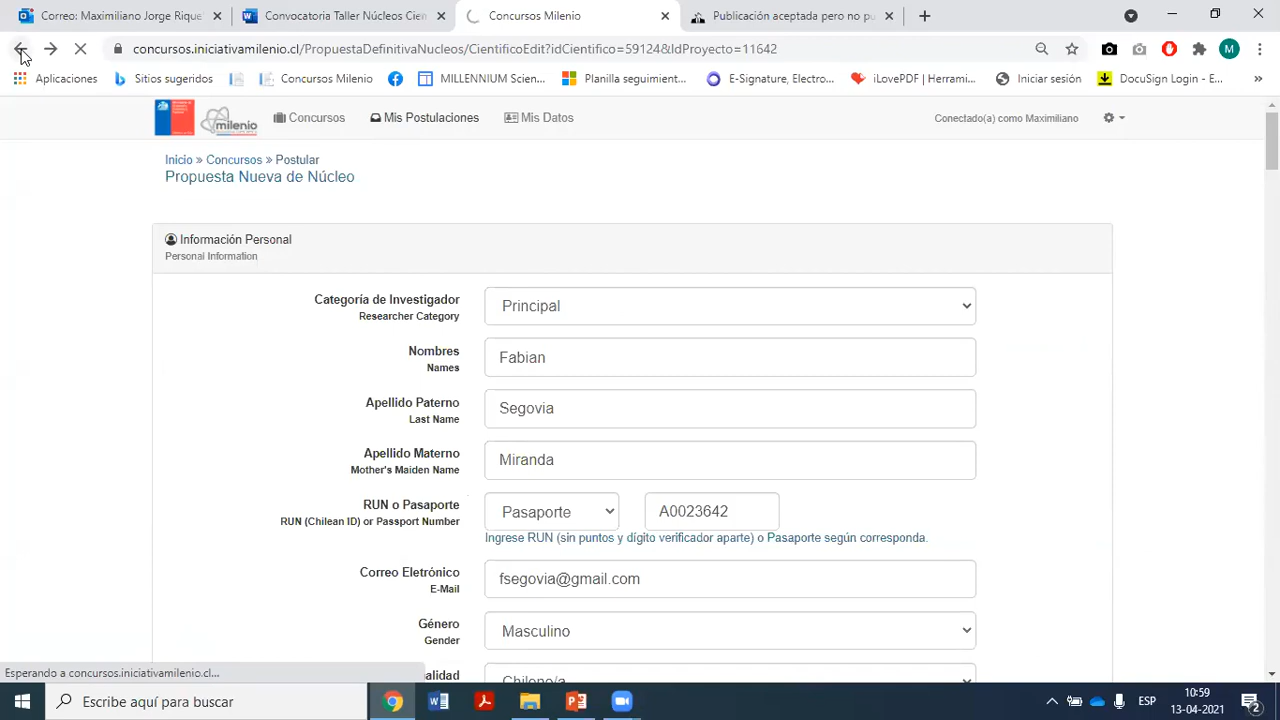 Correo: Maximiliano Jorge Rique
Convocatoria Taller Núcleos Cien
Concursos Milenio
Publicación aceptada pero no pu
concursos.iniciativamilenio.cl/PropuestaDefinitivaNucleos/CientificoEdit?idCientifico=59124&IdProyecto=11642
M
Aplicaciones
Sitios sugeridos
Concursos Milenio
MILLENNIUM Scien...
Planilla seguimient...
E-Signature, Electro...
iLovePDF | Herrami...
Iniciar sesión
DocuSign Login - E...
»
milenio
Concursos
Mis Postulaciones
Mis Datos
Conectado(a) como Maximiliano
Inicio » Concursos » Postular
Propuesta Nueva de Núcleo
Información Personal
Personal Information
Categoría de Investigador
Researcher Category
Principal
Nombres
Names
Fabian
Apellido Paterno
Last Name
Segovia
Apellido Materno
Mother's Maiden Name
Miranda
RUN o Pasaporte
RUN (Chilean ID) or Passport Number
Pasaporte
A0023642
Ingrese RUN (sin puntos y dígito verificador aparte) o Pasaporte según corresponda.
Correo Eletrónico
E-Mail
fsegovia@gmail.com
Género
Gender
Masculino
alidad
Chileno/a
Esperando a concursos.iniciativamilenio.cl...
Escribe aquí para buscar
ESP
10:59
13-04-2021
2